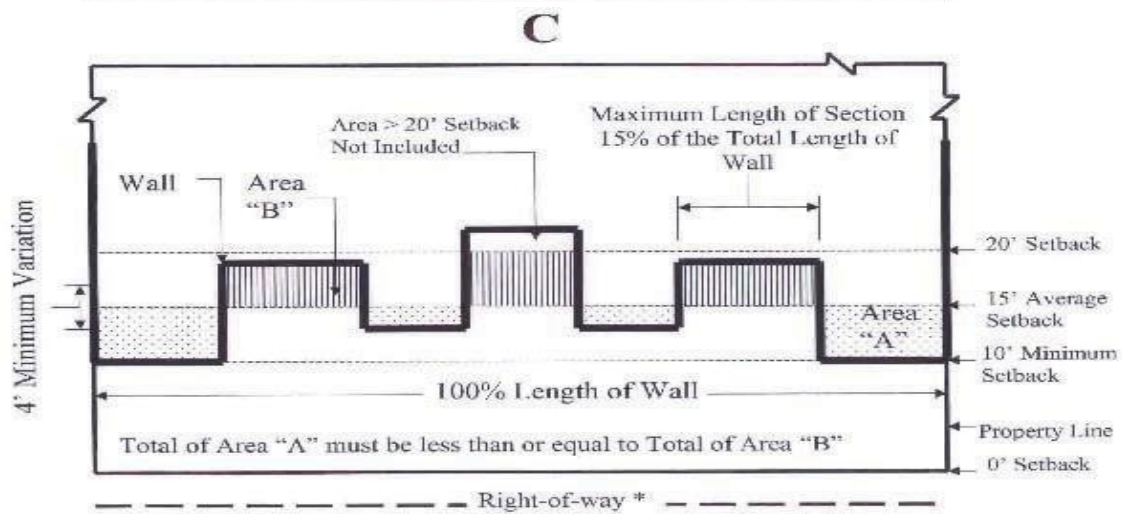 C
Area > 20' Setback
Not Included
Maximum Length of Section
15% of the Total Length of
Wall
Wall
Area
"B"
4' Minimum Variation
20' Setback
15' Average
Setback
Area
"A"
10' Minimum
Setback
100% Length of Wall
Property Line
Total of Area "A" must be less than or equal to Total of Area "B"
0' Setback
Right-of-way *